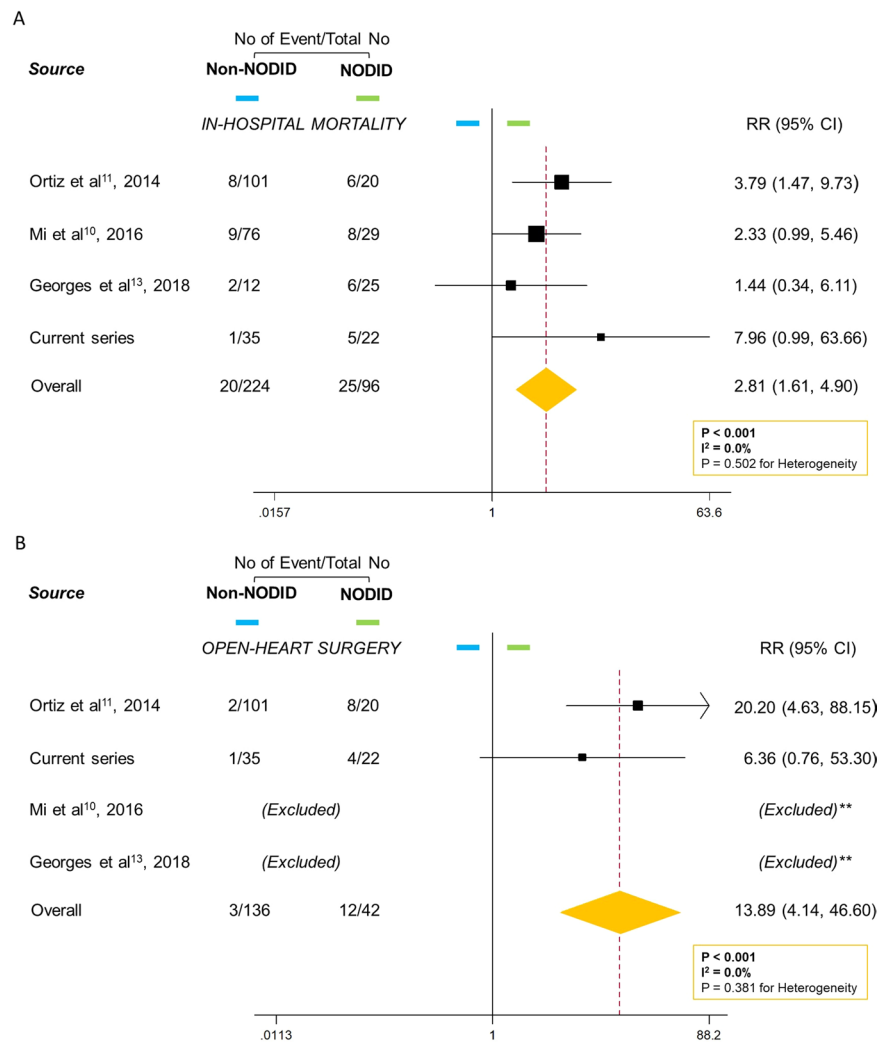 A
No of Event/Total No
Source Non-NODID NODID
IN-HOSPITAL MORTALITY RR (95% CI)
Ortiz et al11, 2014 8/101 6/20 3.79 (1.47, 9.73)
Mi et al10, 2016 9/76 8/29 2.33 (0.99, 5.46)
Georges et al13, 2018 2/12 6/25 1.44 (0.34, 6.11)
Current series 1/35 5/22 7.96 (0.99, 63.66)
Overall 20/224 25/96 2.81 (1.61, 4.90)
P < 0.001
I2 = 0.0%
P = 0.502 for Heterogeneity
.0157 1 63.6
B
No of Event/Total No
Source Non-NODID NODID
OPEN-HEART SURGERY RR (95% CI)
Ortiz et al11, 2014 2/101 8/20 20.20 (4.63, 88.15)
Current series 1/35 4/22 6.36 (0.76, 53.30)
Mi et al10, 2016 (Excluded) (Excluded)**
Georges et al13, 2018 (Excluded) (Excluded)**
Overall 3/136 12/42 13.89 (4.14, 46.60)
P < 0.001
I2 = 0.0%
P = 0.381 for Heterogeneity
.0113 1 88.2